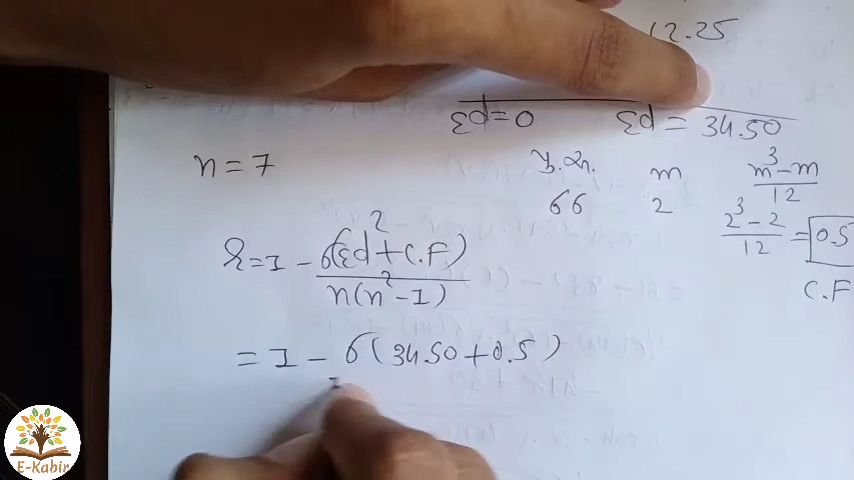 12.25
Σd=0 Σd = 34.50
n = 7
m m³-m/12
66 2 2³-2/12 = 0.5
C.F
r=1 - 6(Σd²+C.F)/n(n²-1)
= 1 - 6(34.50+0.5)
E-Kabir